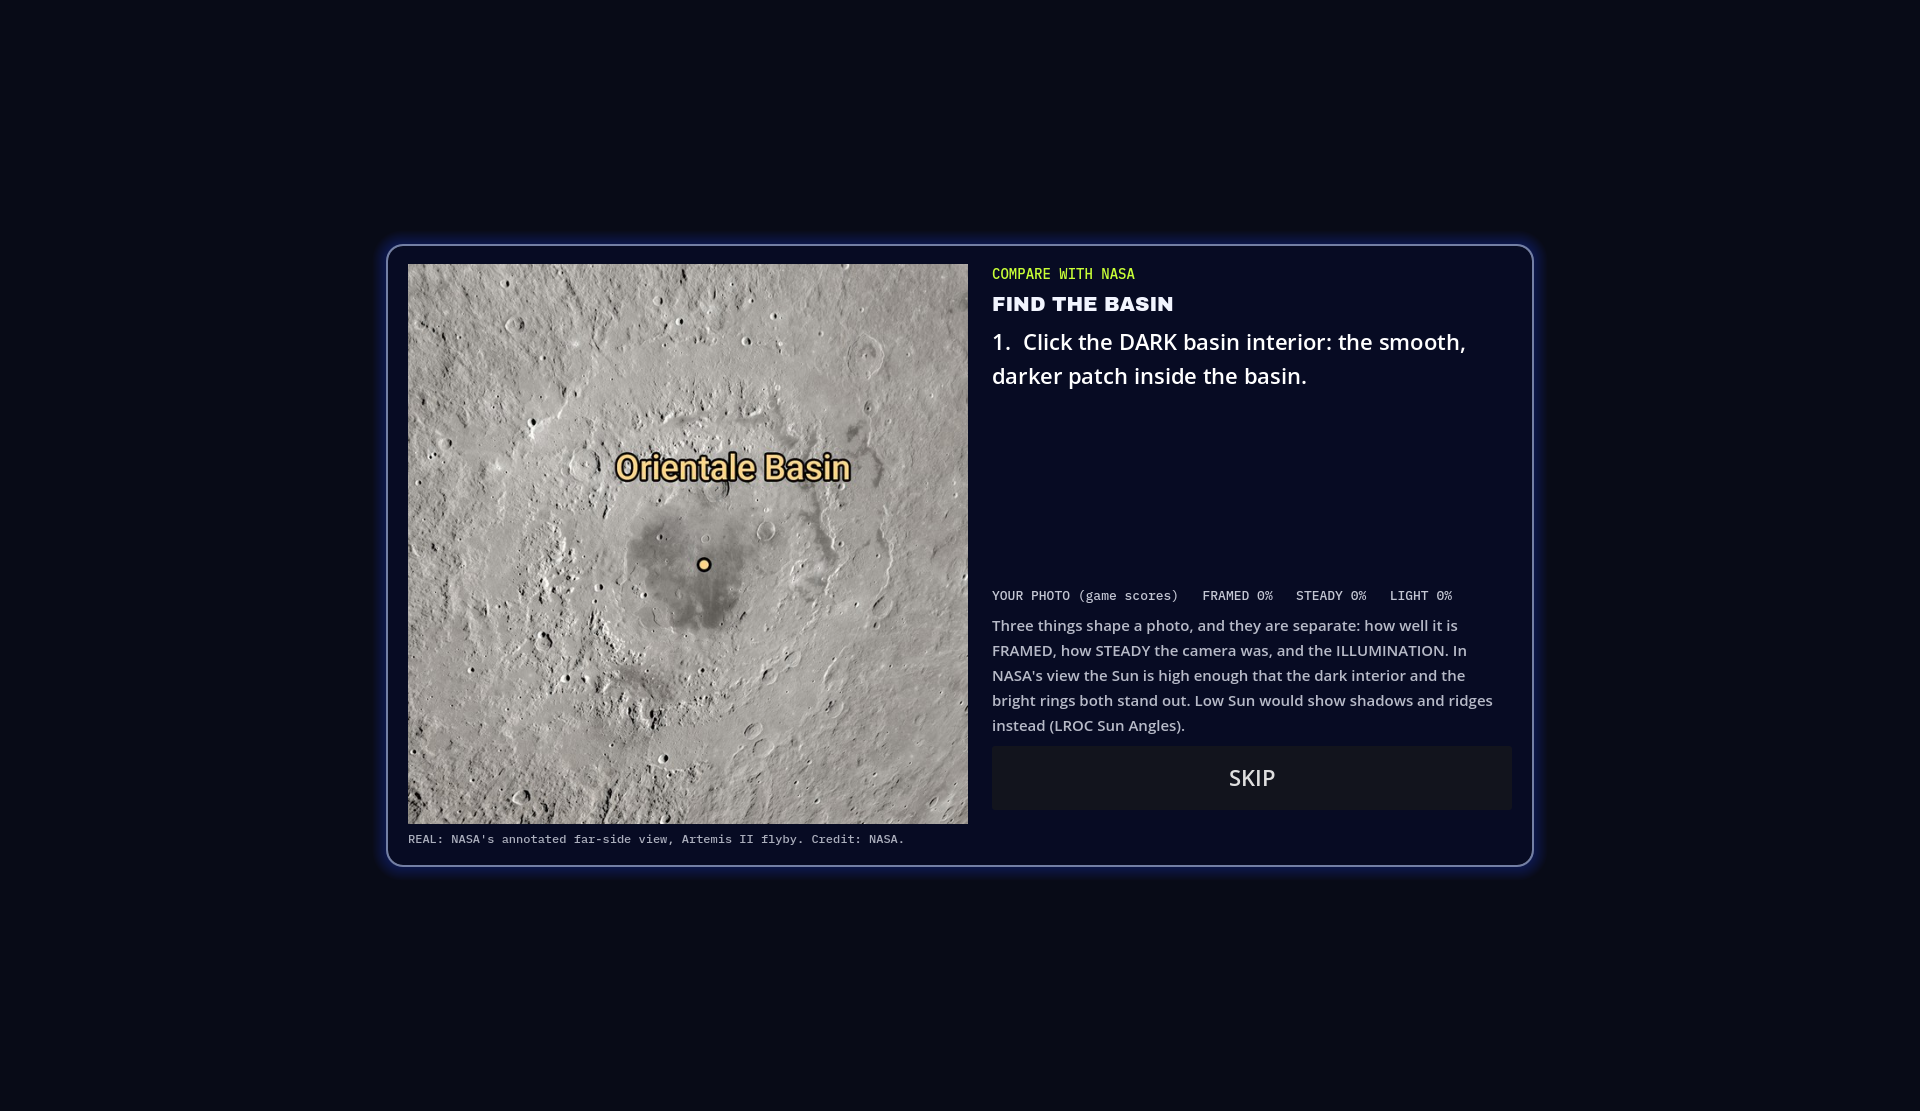 COMPARE WITH NASA
FIND THE BASIN
1.  Click the DARK basin interior: the smooth,
darker patch inside the basin.
Orientale Basin
YOUR PHOTO (game scores)   FRAMED 0%   STEADY 0%   LIGHT 0%
Three things shape a photo, and they are separate: how well it is
FRAMED, how STEADY the camera was, and the ILLUMINATION. In
NASA's view the Sun is high enough that the dark interior and the
bright rings both stand out. Low Sun would show shadows and ridges
instead (LROC Sun Angles).
SKIP
REAL: NASA's annotated far-side view, Artemis II flyby. Credit: NASA.